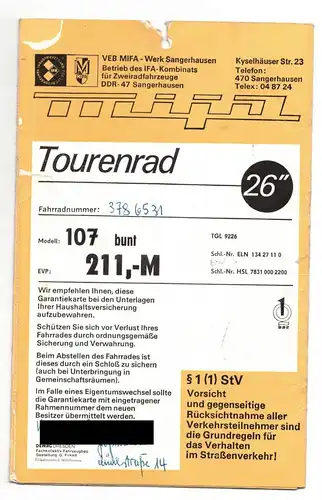 VEB MIFA – Werk Sangerhausen
Betrieb des IFA-Kombinats
für Zweiradfahrzeuge
DDR-47 Sangerhausen
Kyselhäuser Str. 23
Telefon:
470 Sangerhausen
Telex: 04 87 24
mifa
Tourenrad
26"
Fahrradnummer: 3786531
Modell: 107 bunt
TGL 9226
EVP: 211,-M
Schl.-Nr. ELN 134 27 11 0
Schl.-Nr. HSL 7831 000 2200
Wir empfehlen Ihnen, diese
Garantiekarte bei den Unterlagen
Ihrer Haushaltsversicherung
aufzubewahren.
Schützen Sie sich vor Verlust Ihres
Fahrrades durch ordnungsgemäße
Sicherung und Verwahrung.
Beim Abstellen des Fahrrades ist
dieses durch ein Schloß zu sichern
(auch bei Unterbringung in
Gemeinschaftsräumen).
Im Falle eines Eigentumswechsel sollte
die Garantiekarte mit eingetragener
Rahmennummer dem neuen
Besitzer übermittelt werden.
1
§ 1 (1) StV
Vorsicht
und gegenseitige
Rücksichtnahme aller
Verkehrsteilnehmer sind
die Grundregeln für
das Verhalten
im Straßenverkehr!
DEWAG DRESDEN
14